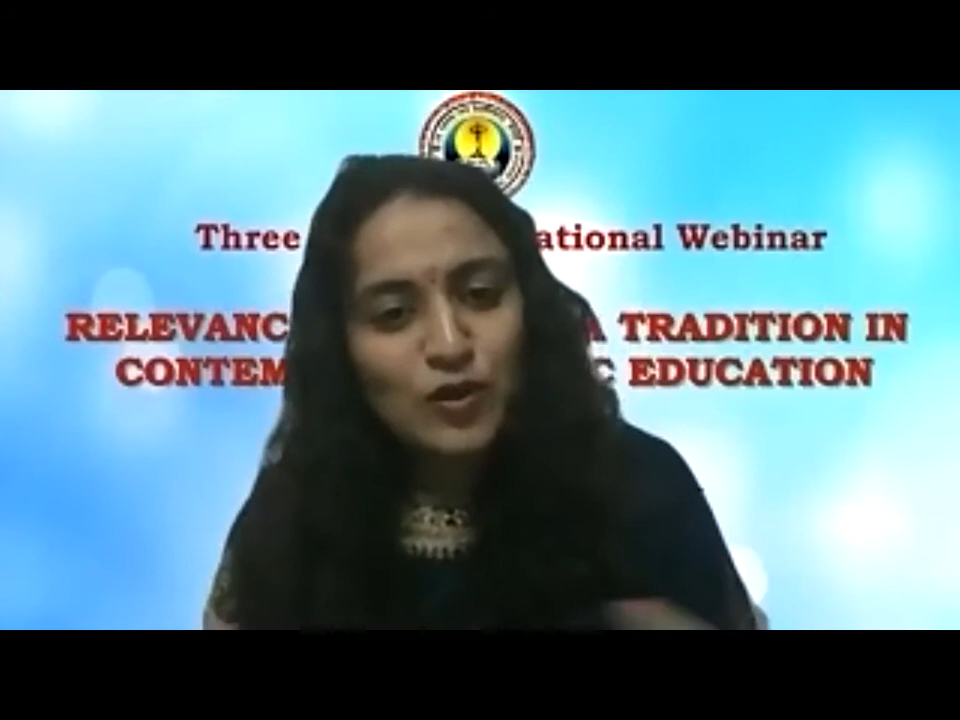 Three ational Webinar
RELEVANC A TRADITION IN
CONTEM C EDUCATION